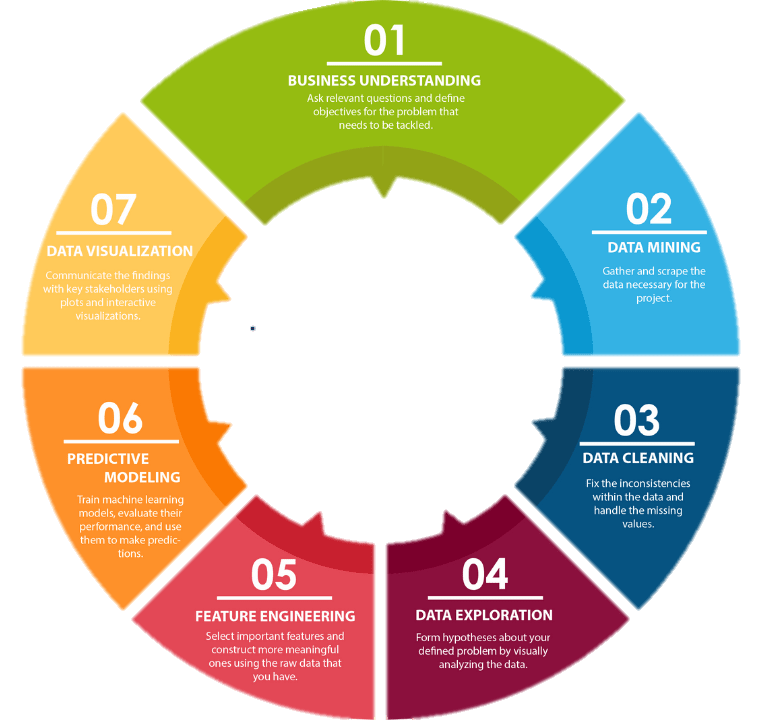 01
BUSINESS UNDERSTANDING
Ask relevant questions and define
objectives for the problem that
needs to be tackled.
02
DATA MINING
Gather and scrape the
data necessary for the
project.
03
DATA CLEANING
Fix the inconsistencies
within the data and
handle the missing
values.
04
DATA EXPLORATION
Form hypotheses about your
defined problem by visually
analyzing the data.
05
FEATURE ENGINEERING
Select important features and
construct more meaningful
ones using the raw data that
you have.
06
PREDICTIVE
MODELING
Train machine learning
models, evaluate their
performance, and use
them to make predic-
tions.
07
DATA VISUALIZATION
Communicate the findings
with key stakeholders using
plots and interactive
visualizations.